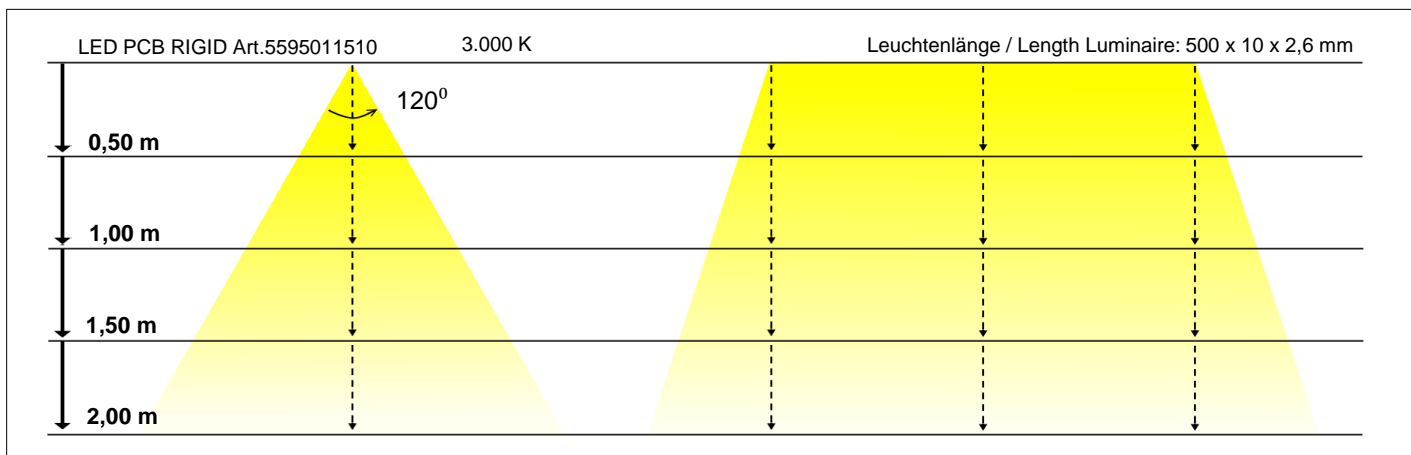 LED PCB RIGID Art.5595011510 3.000 K Leuchtenlänge / Length Luminaire: 500 x 10 x 2,6 mm
120⁰
0,50 m
1,00 m
1,50 m
2,00 m